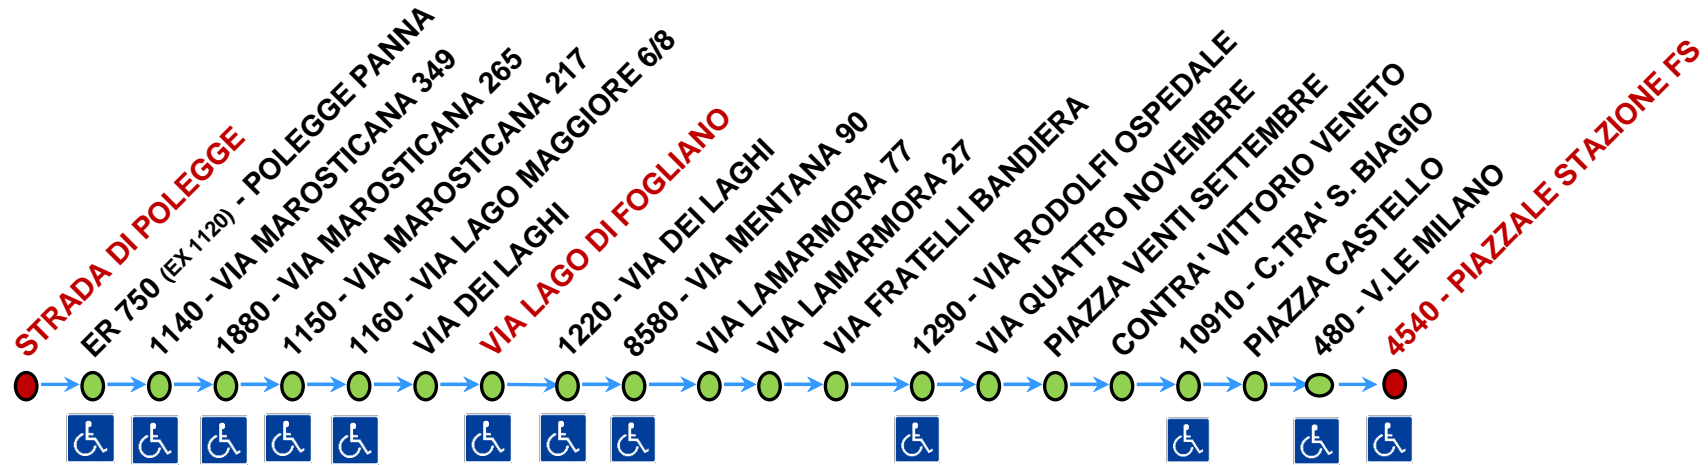 STRADA DI POLEGGE
ER 750 (EX 1120) - POLEGGE PANNA
1140 - VIA MAROSTICANA 349
1880 - VIA MAROSTICANA 265
1150 - VIA MAROSTICANA 217
1160 - VIA LAGO MAGGIORE 6/8
VIA DEI LAGHI
VIA LAGO DI FOGLIANO
1220 - VIA DEI LAGHI
8580 - VIA MENTANA 90
VIA LAMARMORA 77
VIA LAMARMORA 27
VIA FRATELLI BANDIERA
1290 - VIA RODOLFI OSPEDALE
VIA QUATTRO NOVEMBRE
PIAZZA VENTI SETTEMBRE
CONTRA' VITTORIO VENETO
10910 - C.TRA' S. BIAGIO
PIAZZA CASTELLO
480 - V.LE MILANO
4540 - PIAZZALE STAZIONE FS